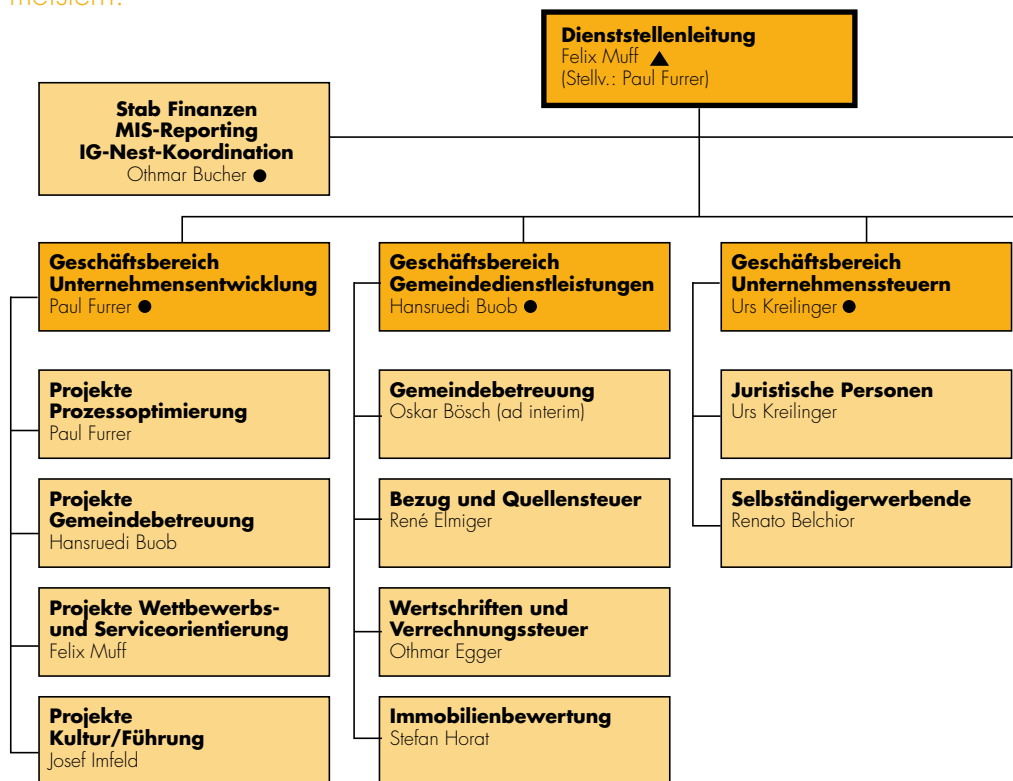 meistern.
Dienststellenleitung
Felix Muff ▲
(Stellv.: Paul Furrer)
Stab Finanzen
MIS-Reporting
IG-Nest-Koordination
Othmar Bucher ●
Geschäftsbereich
Unternehmensentwicklung
Paul Furrer ●
Projekte
Prozessoptimierung
Paul Furrer
Projekte
Gemeindebetreuung
Hansruedi Buob
Projekte Wettbewerbs-
und Serviceorientierung
Felix Muff
Projekte
Kultur/Führung
Josef Imfeld
Geschäftsbereich
Gemeindedienstleistungen
Hansruedi Buob ●
Gemeindebetreuung
Oskar Bösch (ad interim)
Bezug und Quellensteuer
René Elmiger
Wertschriften und
Verrechnungssteuer
Othmar Egger
Immobilienbewertung
Stefan Horat
Geschäftsbereich
Unternehmenssteuern
Urs Kreilinger ●
Juristische Personen
Urs Kreilinger
Selbständigerwerbende
Renato Belchior